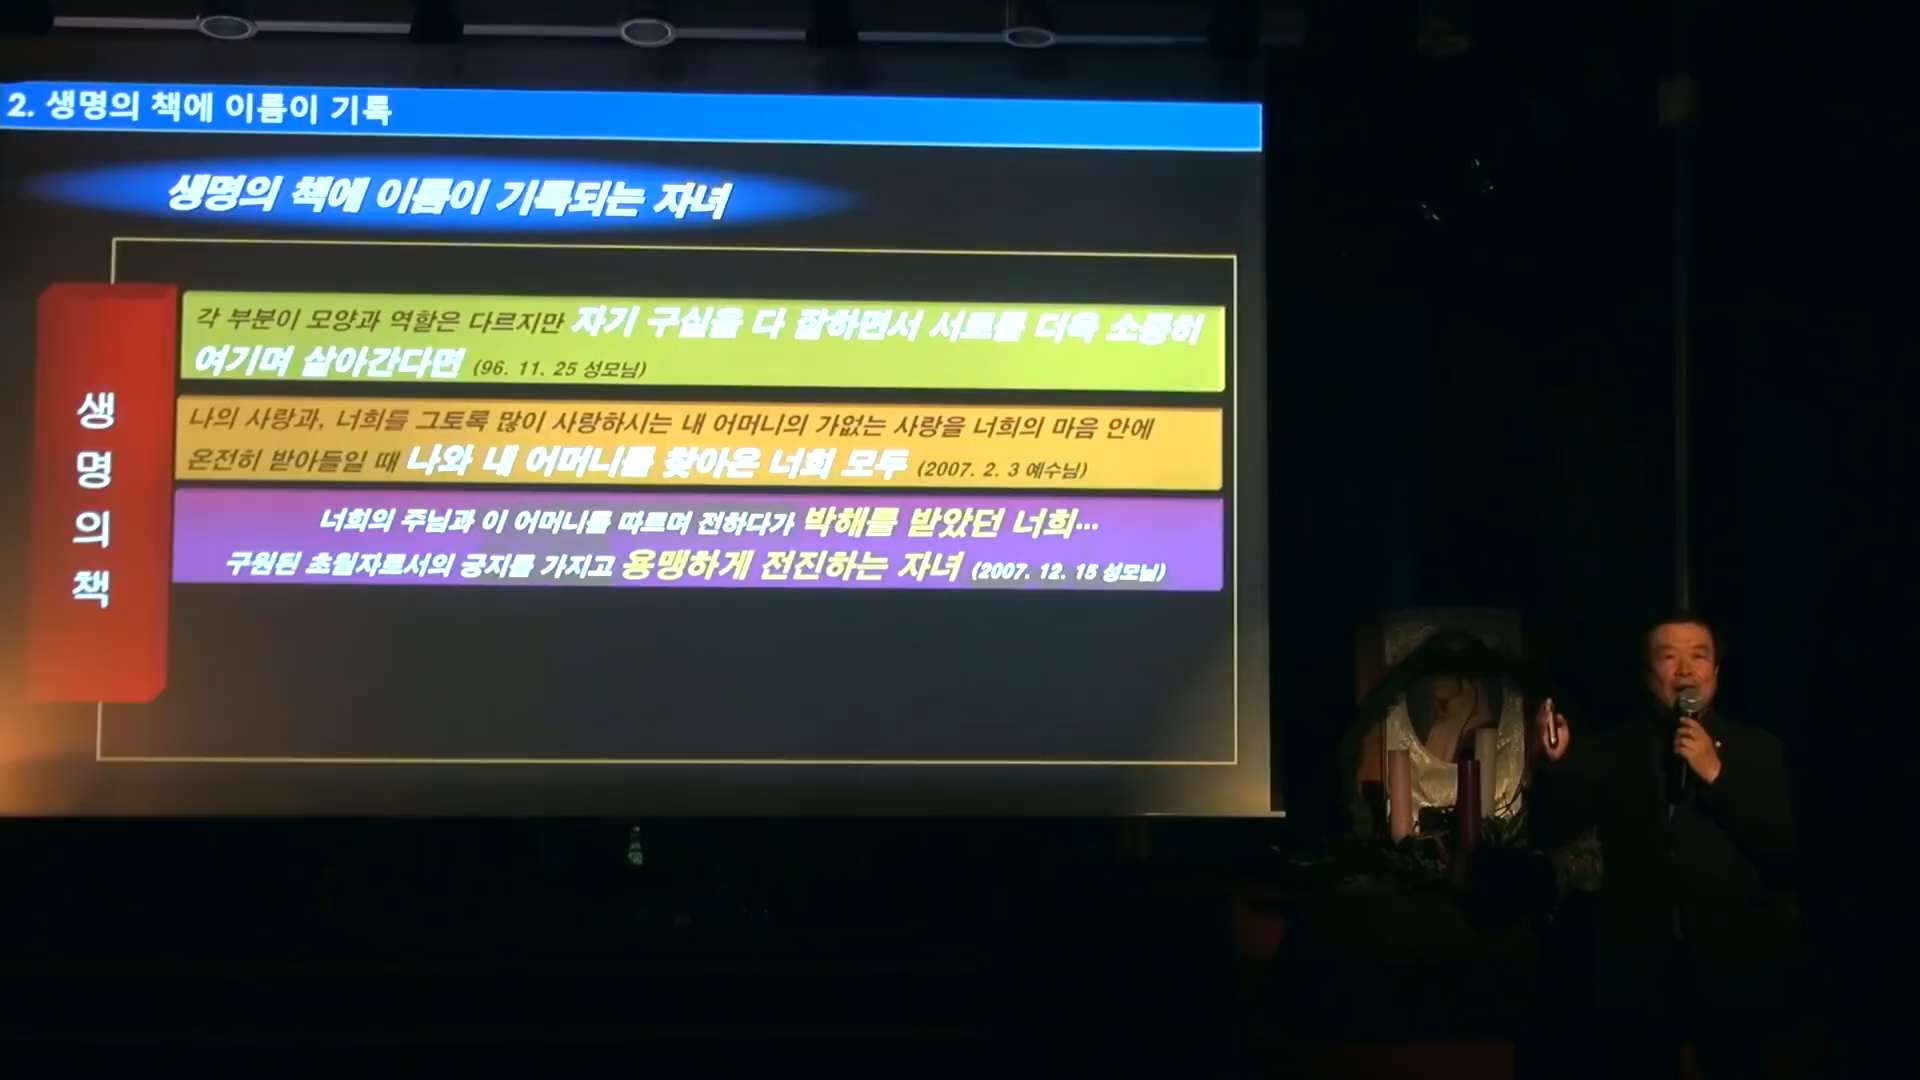 2. 생명의 책에 이름이 기록
생명의 책에 이름이 기록되는 자녀
생명의 책
각 부분이 모양과 역할은 다르지만 자기 구실을 다 잘하면서 서로를 더욱 소중히
여기며 살아간다면 (96. 11. 25 성모님)
나의 사랑과, 너희를 그토록 많이 사랑하시는 내 어머니의 가없는 사랑을 너희의 마음 안에
온전히 받아들일 때 나와 내 어머니를 찾아온 너희 모두 (2007. 2. 3 예수님)
너희의 주님과 이 어머니를 따르며 전하다가 박해를 받았던 너희…
구원된 초월자로서의 긍지를 가지고 용맹하게 전진하는 자녀 (2007. 12. 15 성모님)